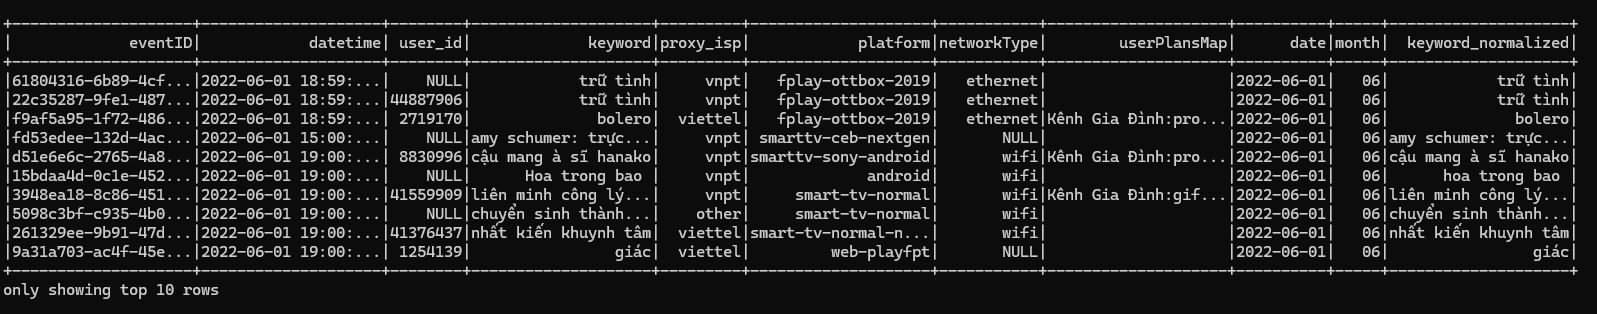 +--------------------+--------------------+--------+--------------------+---------+--------------------+-----------+--------------------+----------+-----+--------------------+
|             eventID|            datetime| user_id|             keyword|proxy_isp|            platform|networkType|        userPlansMap|      date|month|  keyword_normalized|
+--------------------+--------------------+--------+--------------------+---------+--------------------+-----------+--------------------+----------+-----+--------------------+
|61804316-6b89-4cf...|2022-06-01 18:59:...|    NULL|            trữ tình|     vnpt|   fplay-ottbox-2019|   ethernet|                    |2022-06-01|   06|            trữ tình|
|22c35287-9fe1-487...|2022-06-01 18:59:...|44887906|            trữ tình|     vnpt|   fplay-ottbox-2019|   ethernet|                    |2022-06-01|   06|            trữ tình|
|f9af5a95-1f72-486...|2022-06-01 18:59:...| 2719170|              bolero|  viettel|   fplay-ottbox-2019|   ethernet|Kênh Gia Đình:pro...|2022-06-01|   06|              bolero|
|fd53edee-132d-4ac...|2022-06-01 15:00:...|    NULL|amy schumer: trực...|     vnpt| smarttv-ceb-nextgen|       NULL|                    |2022-06-01|   06|amy schumer: trực...|
|d51e6e6c-2765-4a8...|2022-06-01 19:00:...| 8830996|cậu mang à sĩ hanako|     vnpt|smarttv-sony-android|       wifi|Kênh Gia Đình:pro...|2022-06-01|   06|cậu mang à sĩ hanako|
|15bdaa4d-0c1e-452...|2022-06-01 19:00:...|    NULL|      Hoa trong bao |     vnpt|             android|       wifi|                    |2022-06-01|   06|      hoa trong bao |
|3948ea18-8c86-451...|2022-06-01 19:00:...|41559909|liên minh công lý...|     vnpt|     smart-tv-normal|       wifi|Kênh Gia Đình:gif...|2022-06-01|   06|liên minh công lý...|
|5098c3bf-c935-4b0...|2022-06-01 19:00:...|    NULL|chuyển sinh thành...|    other|     smart-tv-normal|       wifi|                    |2022-06-01|   06|chuyển sinh thành...|
|261329ee-9b91-47d...|2022-06-01 19:00:...|41376437|nhất kiến khuynh tâm|  viettel|smart-tv-normal-n...|       wifi|                    |2022-06-01|   06|nhất kiến khuynh tâm|
|9a31a703-ac4f-45e...|2022-06-01 19:00:...| 1254139|                giác|  viettel|         web-playfpt|       NULL|                    |2022-06-01|   06|                giác|
+--------------------+--------------------+--------+--------------------+---------+--------------------+-----------+--------------------+----------+-----+--------------------+
only showing top 10 rows